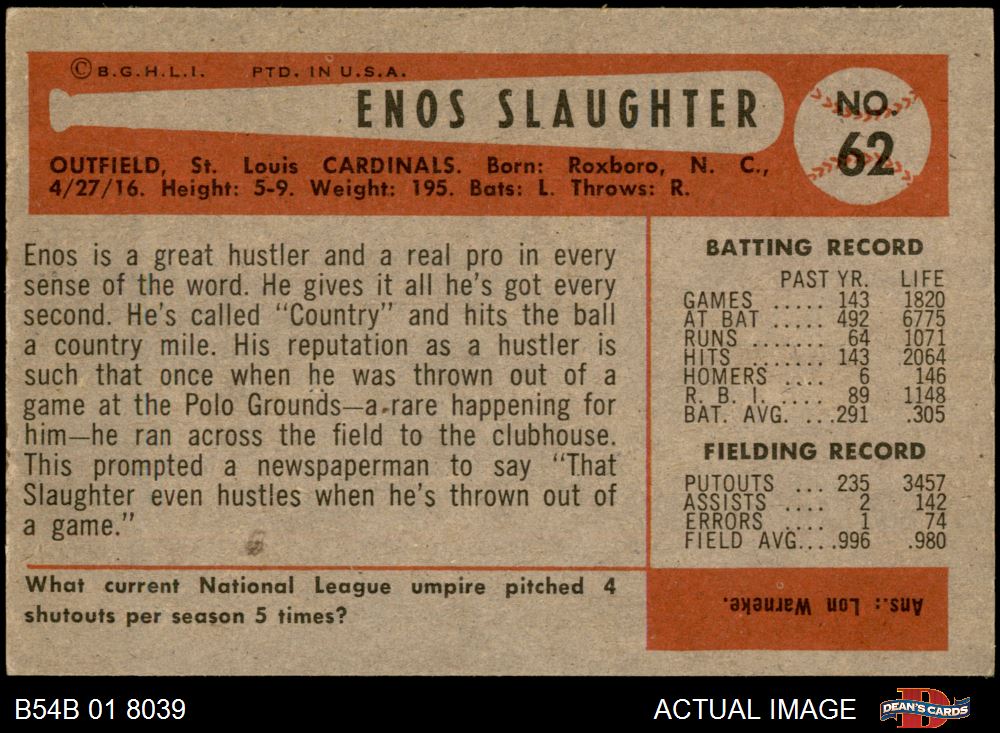 © B.G.H.L.I. PTD. IN U.S.A.
ENOS SLAUGHTER
NO.
62
OUTFIELD, St. Louis CARDINALS. Born: Roxboro, N. C.,
4/27/16. Height: 5-9. Weight: 195. Bats: L. Throws: R.
Enos is a great hustler and a real pro in every
sense of the word. He gives it all he's got every
second. He's called "Country" and hits the ball
a country mile. His reputation as a hustler is
such that once when he was thrown out of a
game at the Polo Grounds—a rare happening for
him—he ran across the field to the clubhouse.
This prompted a newspaperman to say "That
Slaughter even hustles when he's thrown out of
a game."
What current National League umpire pitched 4
shutouts per season 5 times?
BATTING RECORD
PAST YR. LIFE
GAMES ..... 143 1820
AT BAT ..... 492 6775
RUNS ....... 64 1071
HITS ....... 143 2064
HOMERS .... 6 146
R. B. I. .... 89 1148
BAT. AVG. ...291 .305
FIELDING RECORD
PUTOUTS ... 235 3457
ASSISTS .... 2 142
ERRORS .... 1 74
FIELD AVG....996 .980
Ans.: Lon Warneke.
B54B 01 8039
ACTUAL IMAGE
D
DEAN'S CARDS